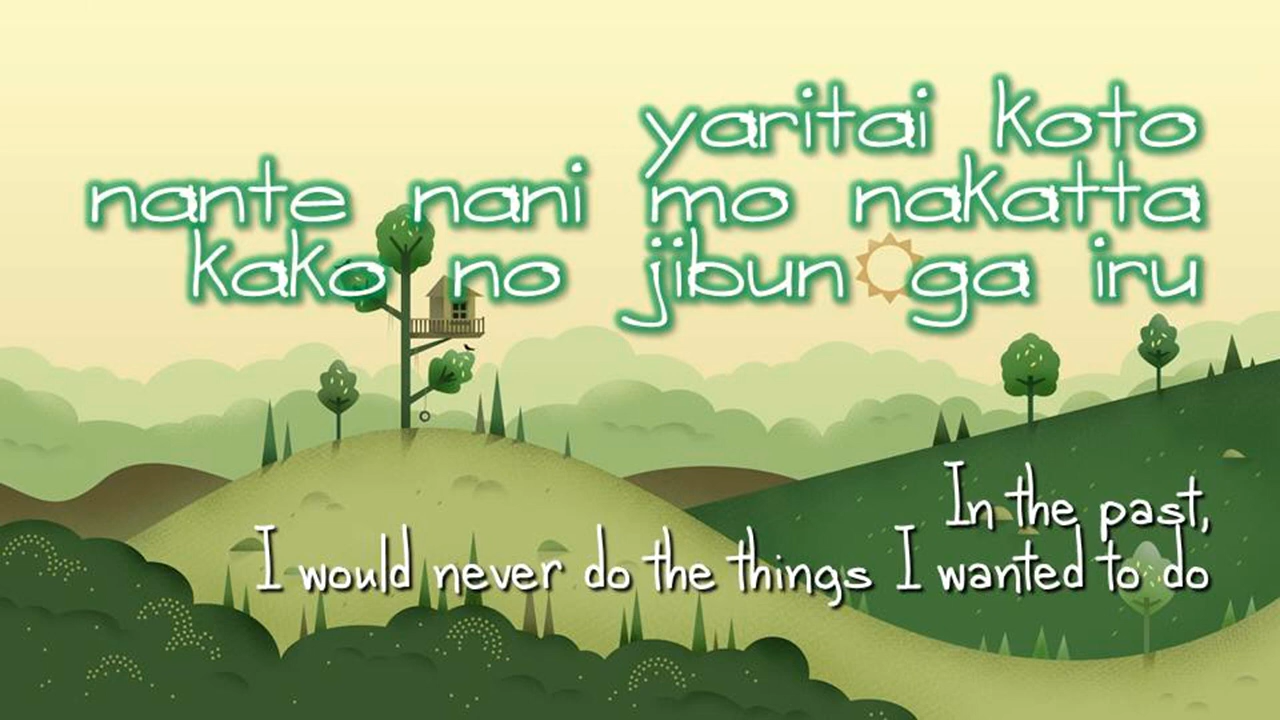 yaritai koto
nante nani mo nakatta
kako no jibun ga iru
In the past,
I would never do the things I wanted to do